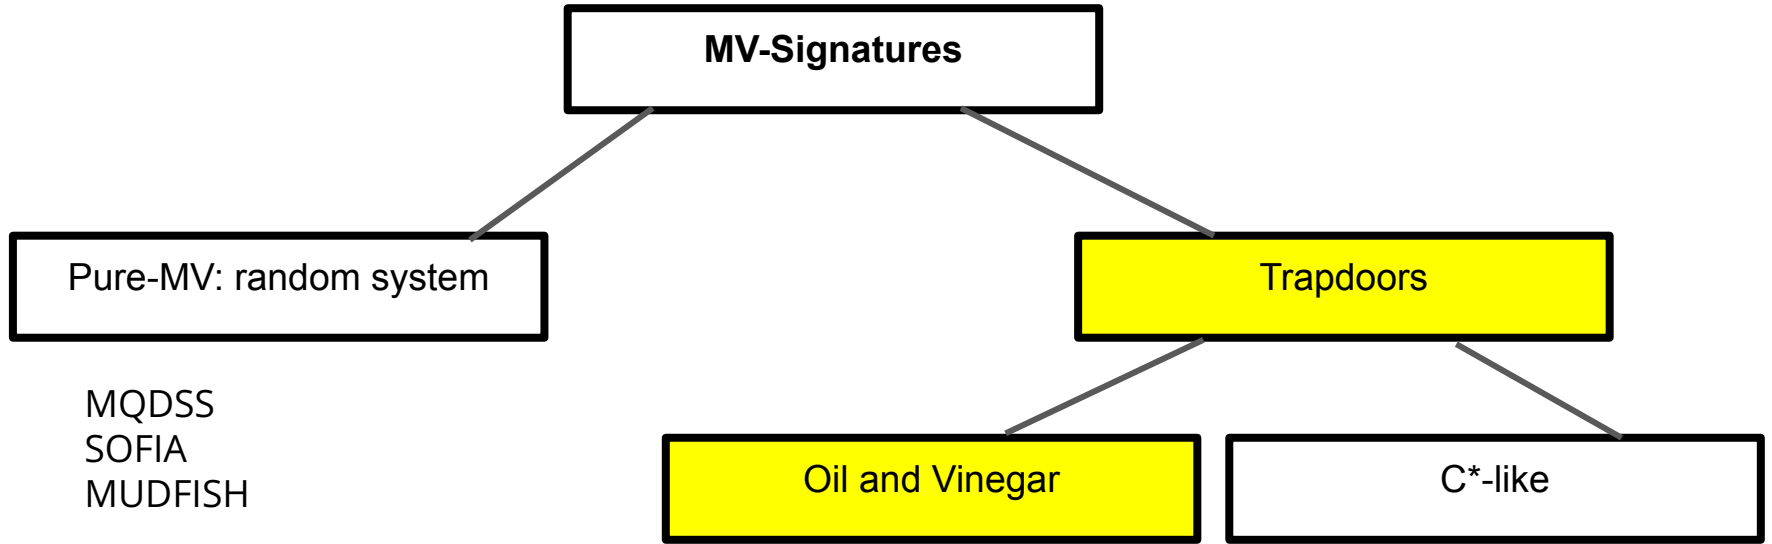 MV-Signatures
Pure-MV: random system
Trapdoors
MQDSS
SOFIA
MUDFISH
Oil and Vinegar
C*-like